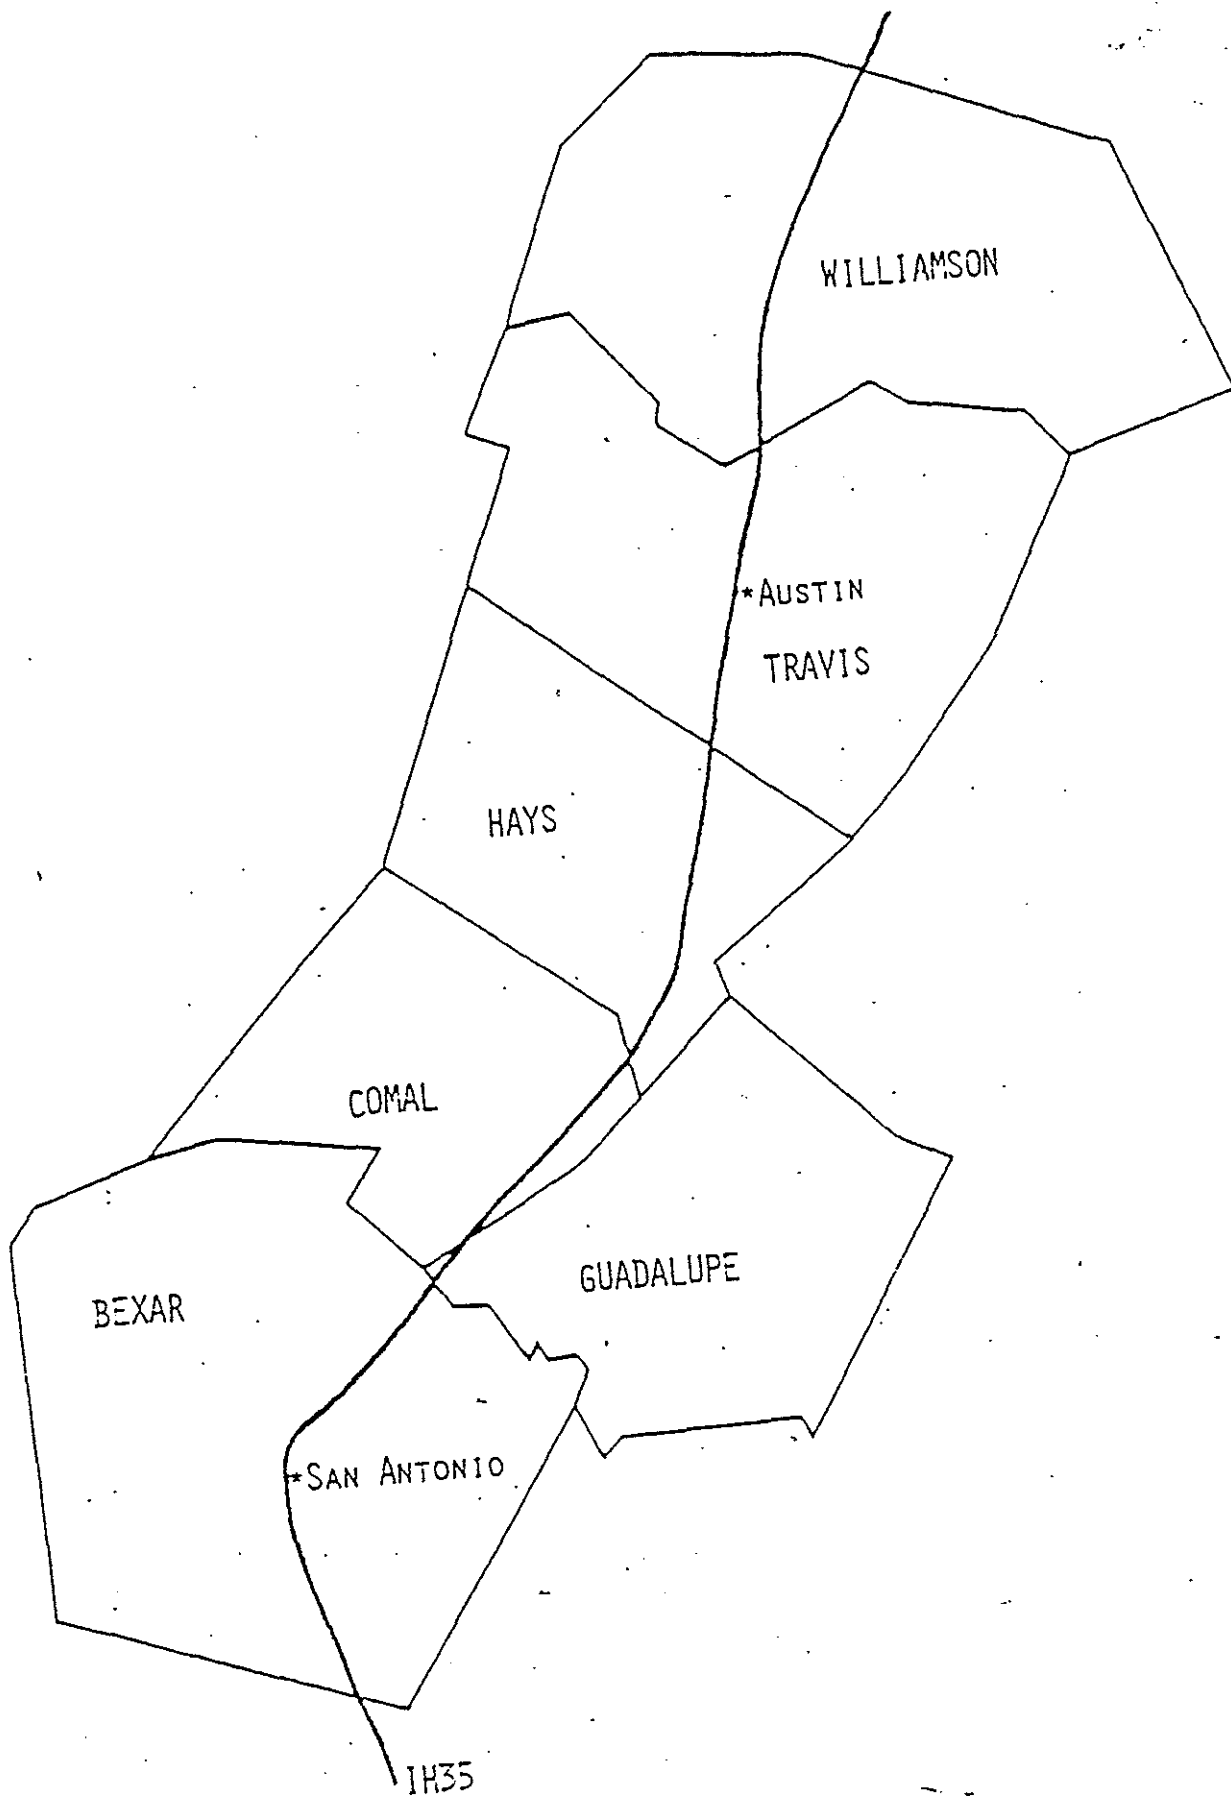 WILLIAMSON
*AUSTIN
TRAVIS
HAYS
COMAL
GUADALUPE
BEXAR
*SAN ANTONIO
IH35